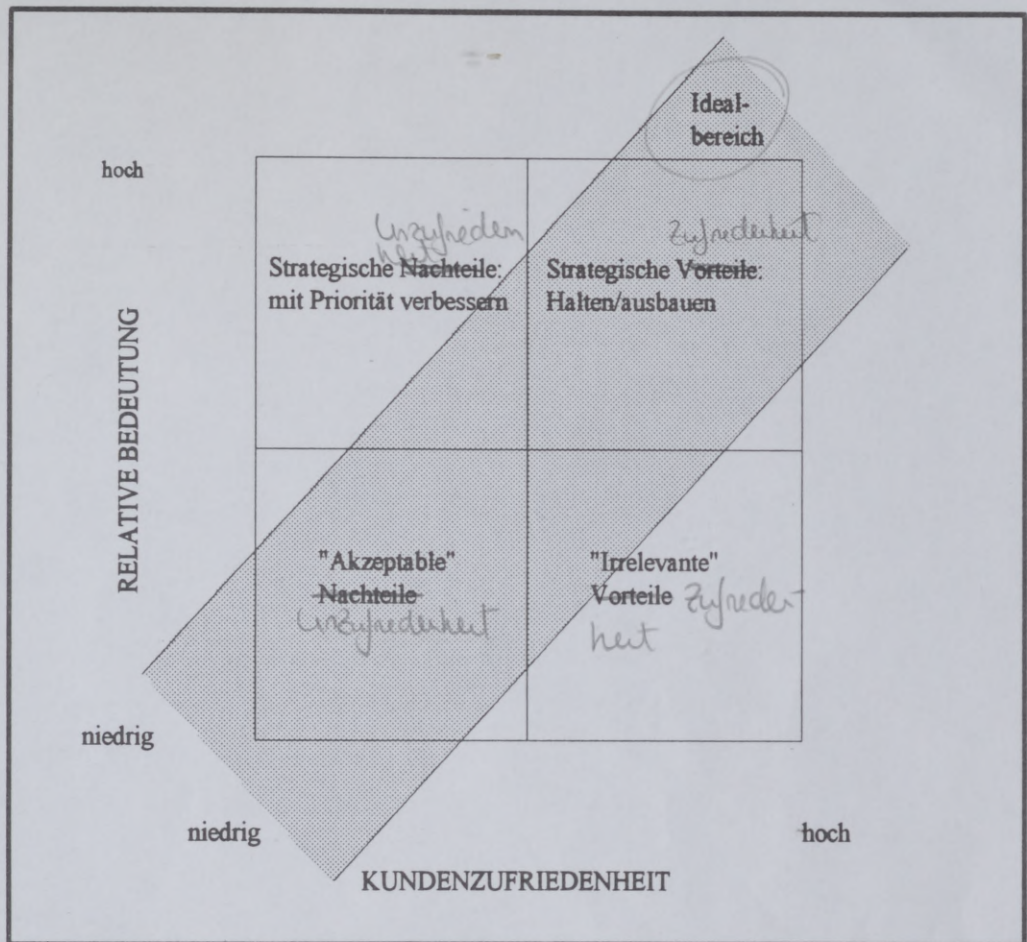 Ideal-
bereich
hoch
Unzufrieden
heit
Zufriedenheit
Strategische Nachteile:
mit Priorität verbessern
Strategische Vorteile:
Halten/ausbauen
RELATIVE BEDEUTUNG
"Akzeptable"
Nachteile
Unzufriedenheit
"Irrelevante"
Vorteile Zufrieden-
heit
niedrig
niedrig
hoch
KUNDENZUFRIEDENHEIT